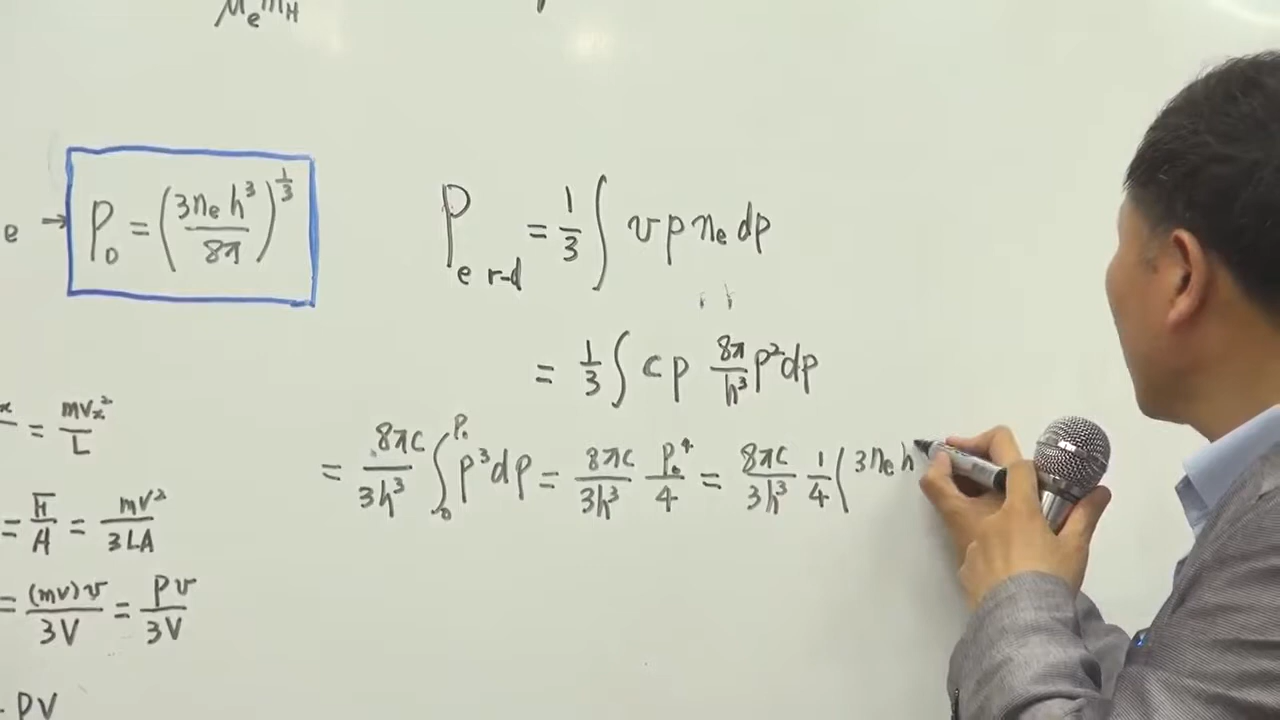 μₑm_H
e → P₀ = (3nₑh³/8π)^(1/3)
P_(e r-d) = 1/3 ∫ v p nₑ dp
= 1/3 ∫ c p 8π/h³ p² dp
= 8πc/3h³ ∫₀^(P₀) p³ dp = 8πc/3h³ P₀⁴/4 = 8πc/3h³ 1/4 (3nₑh
= mvₓ²/L
= F/A = mv²/3LA
= (mv)v/3V = pv/3V
PV